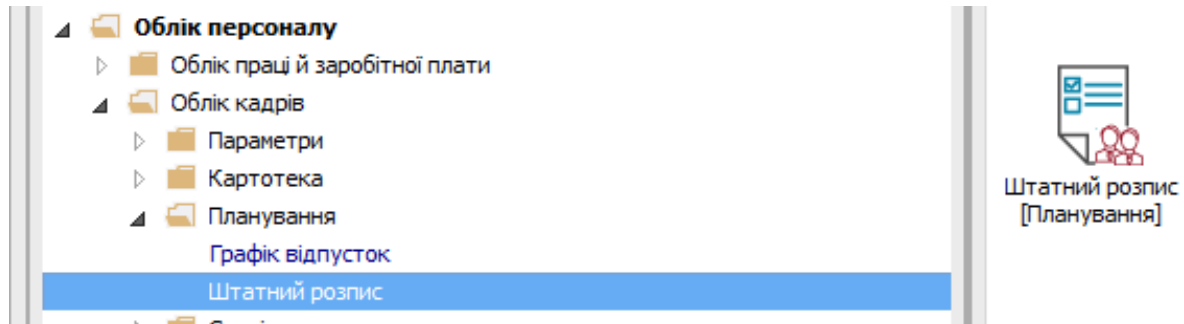 Облік персоналу
Облік праці й заробітної плати
Облік кадрів
Параметри
Картотека
Планування
Графік відпусток
Штатний розпис
Штатний розпис
[Планування]